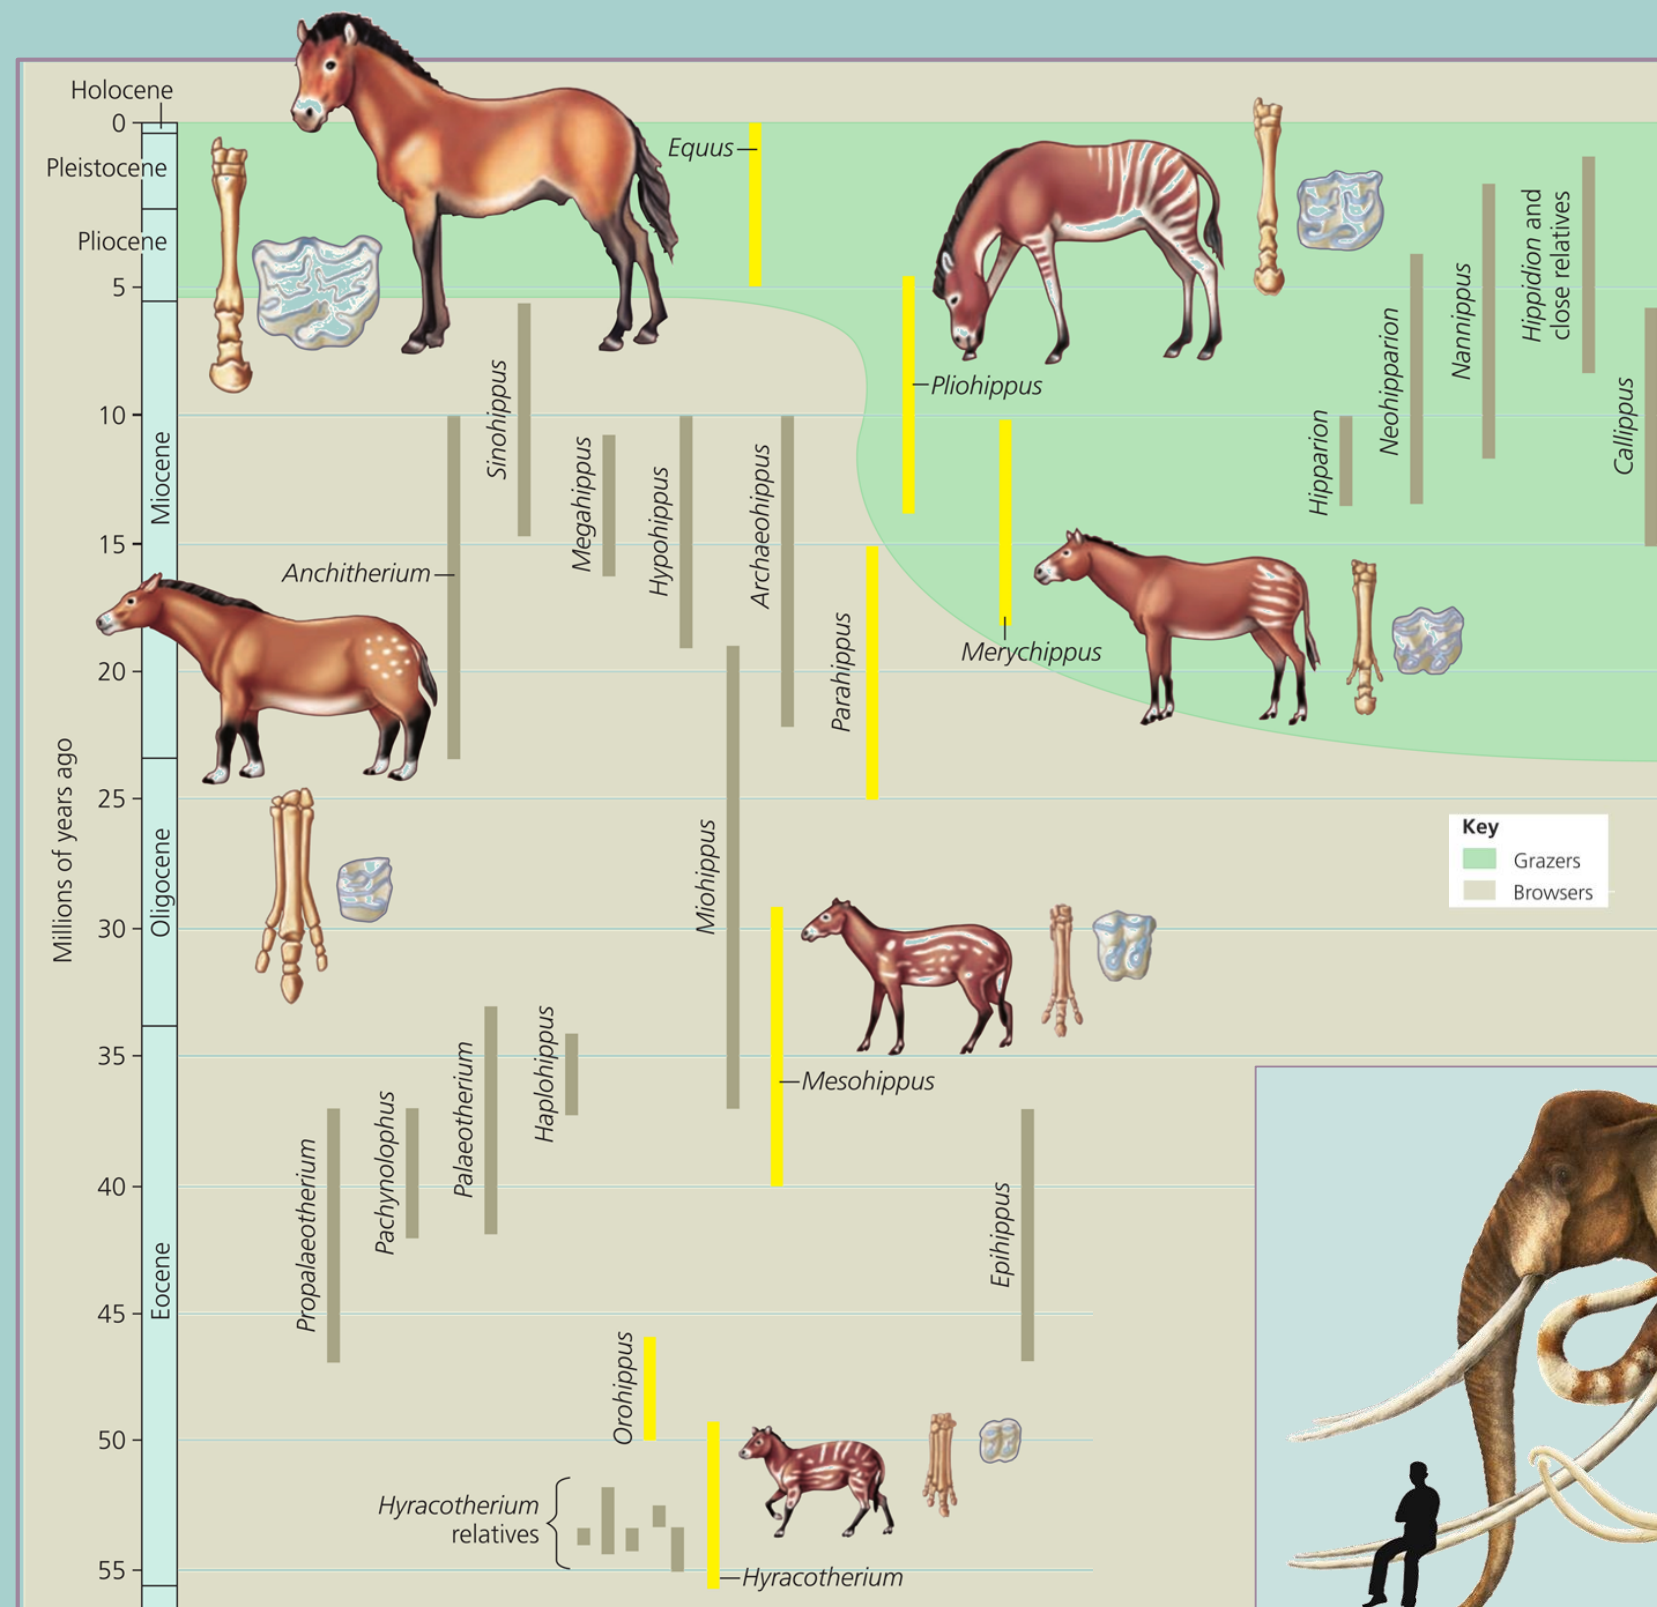 Holocene
0
Pleistocene
Pliocene
5
10
Miocene
15
20
25
Oligocene
30
35
40
Eocene
45
50
55
Millions of years ago
Equus
Pliohippus
Merychippus
Sinohippus
Anchitherium
Megahippus
Hypohippus
Archaeohippus
Parahippus
Miohippus
Hipparion
Neohipparion
Nannippus
Hippidion and
close relatives
Callippus
Key
Grazers
Browsers
Mesohippus
Propalaeotherium
Pachynolophus
Palaeotherium
Haplohippus
Epihippus
Orohippus
Hyracotherium
relatives
Hyracotherium